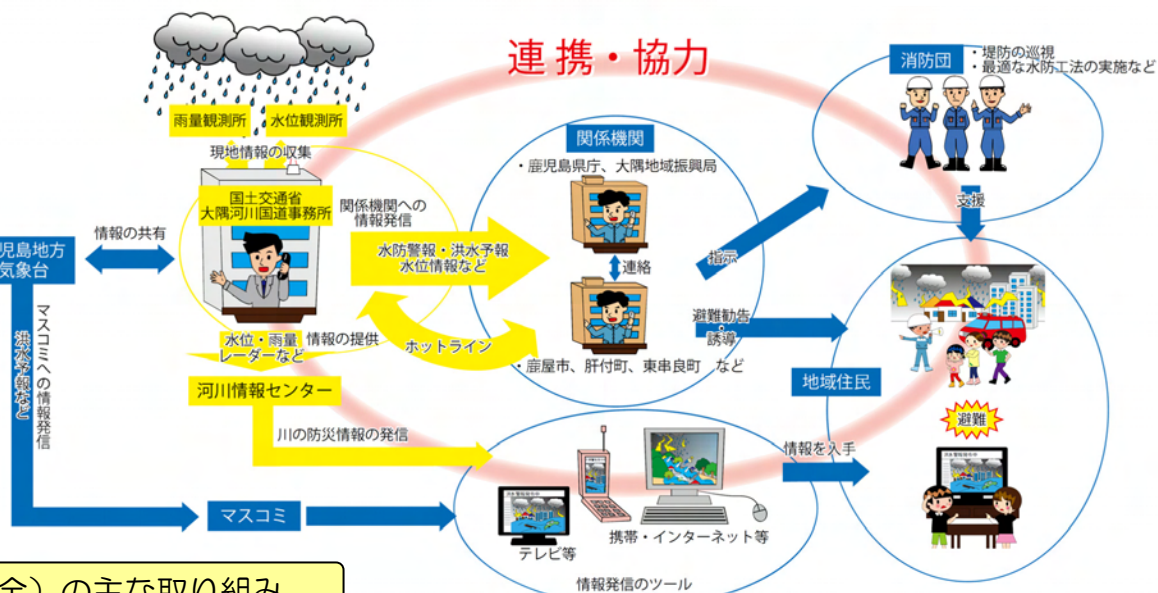 連携・協力
消防団
・堤防の巡視
・最適な水防工法の実施など
雨量観測所
水位観測所
現地情報の収集
国土交通省
大隅河川国道事務所
関係機関への
情報発信
水防警報・洪水予報
水位情報など
関係機関
・鹿児島県庁、大隅地域振興局
連絡
・鹿屋市、肝付町、東串良町　など
ホットライン
指示
支援
避難勧告・
誘導
地域住民
避難
情報の共有
児島地方
気象台
マスコミへの情報発信
洪水予報など
水位・雨量
レーダーなど
情報の提供
河川情報センター
川の防災情報の発信
マスコミ
テレビ等
携帯・インターネット等
情報発信のツール
情報を入手
金）の主な取り組み